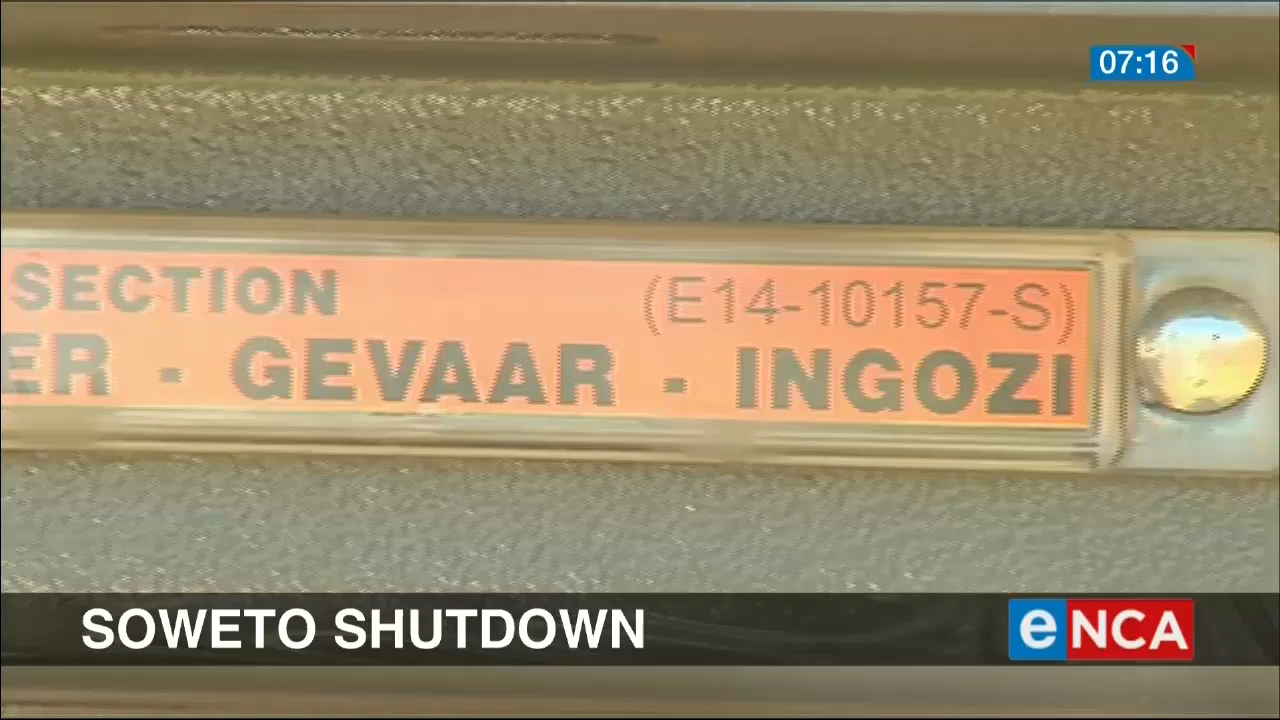 07:16
SECTION (E14-10157-S)
ER - GEVAAR - INGOZI
SOWETO SHUTDOWN
eNCA